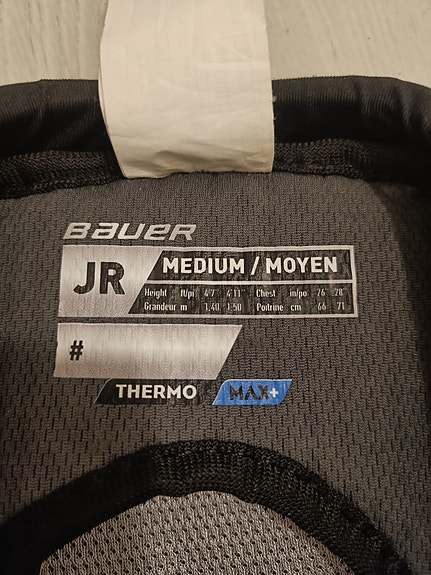 BAUER
JR MEDIUM / MOYEN
Height ft/pi 4'7" 4'11" Chest in/po 26" 28"
Grandeur m 1.40 1.50 Poitrine cm 66 71
#
THERMO MAX+